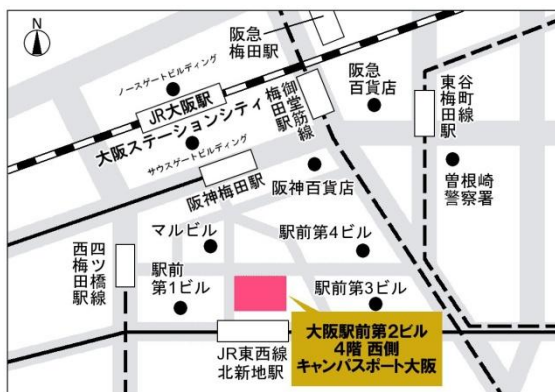 N
阪急
梅田駅
ノースゲートビルディング
JR大阪駅
大阪ステーションシティ
サウスゲートビルディング
御堂筋線
梅田駅
阪急
百貨店
谷町線
東梅田駅
曽根崎
警察署
阪神梅田駅
阪神百貨店
マルビル
駅前第4ビル
四ツ橋線
西梅田駅
駅前
第1ビル
駅前第3ビル
大阪駅前第2ビル
4階 西側
キャンパスポート大阪
JR東西線
北新地駅